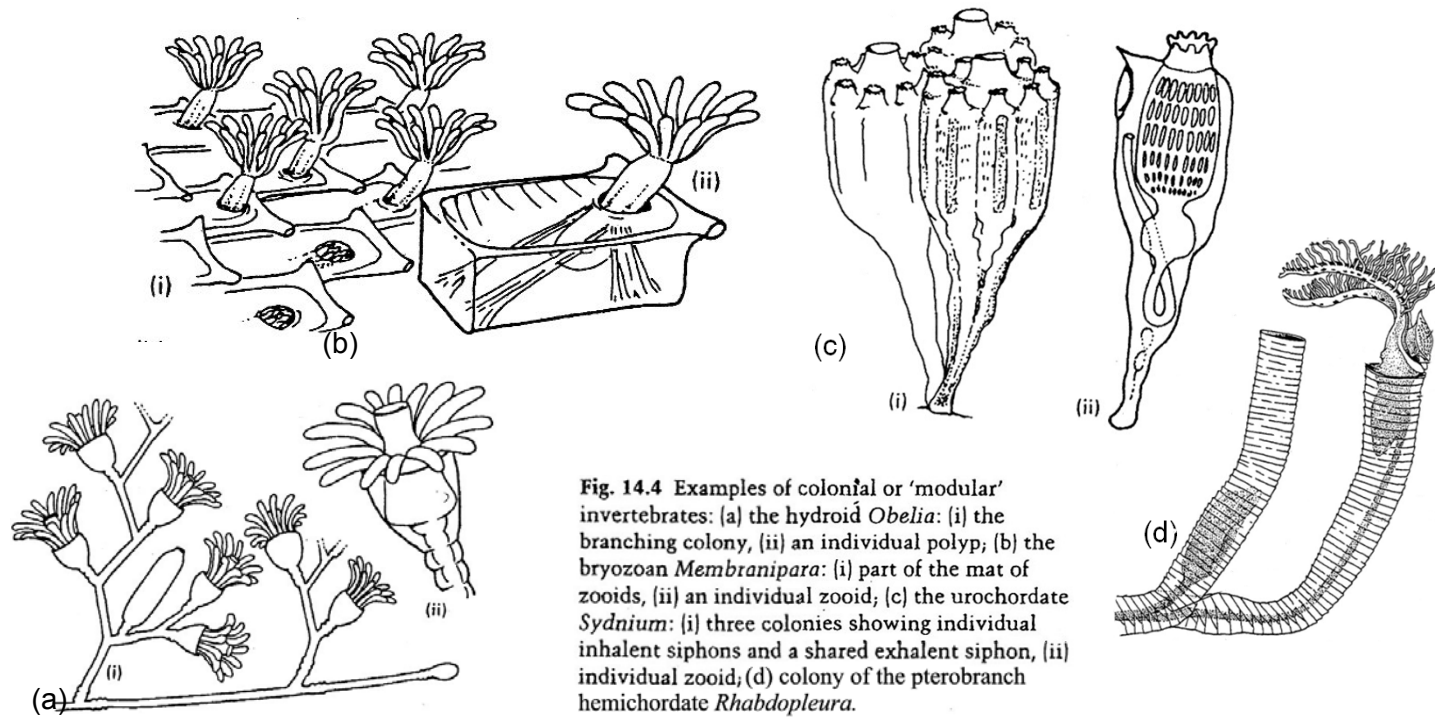 (b)
(i)
(ii)
(c)
(i)
(ii)
(a)
(i)
(ii)
(d)
Fig. 14.4 Examples of colonial or 'modular'
invertebrates: (a) the hydroid Obelia: (i) the
branching colony, (ii) an individual polyp; (b) the
bryozoan Membranipara: (i) part of the mat of
zooids, (ii) an individual zooid; (c) the urochordate
Sydnium: (i) three colonies showing individual
inhalent siphons and a shared exhalent siphon, (ii)
individual zooid; (d) colony of the pterobranch
hemichordate Rhabdopleura.